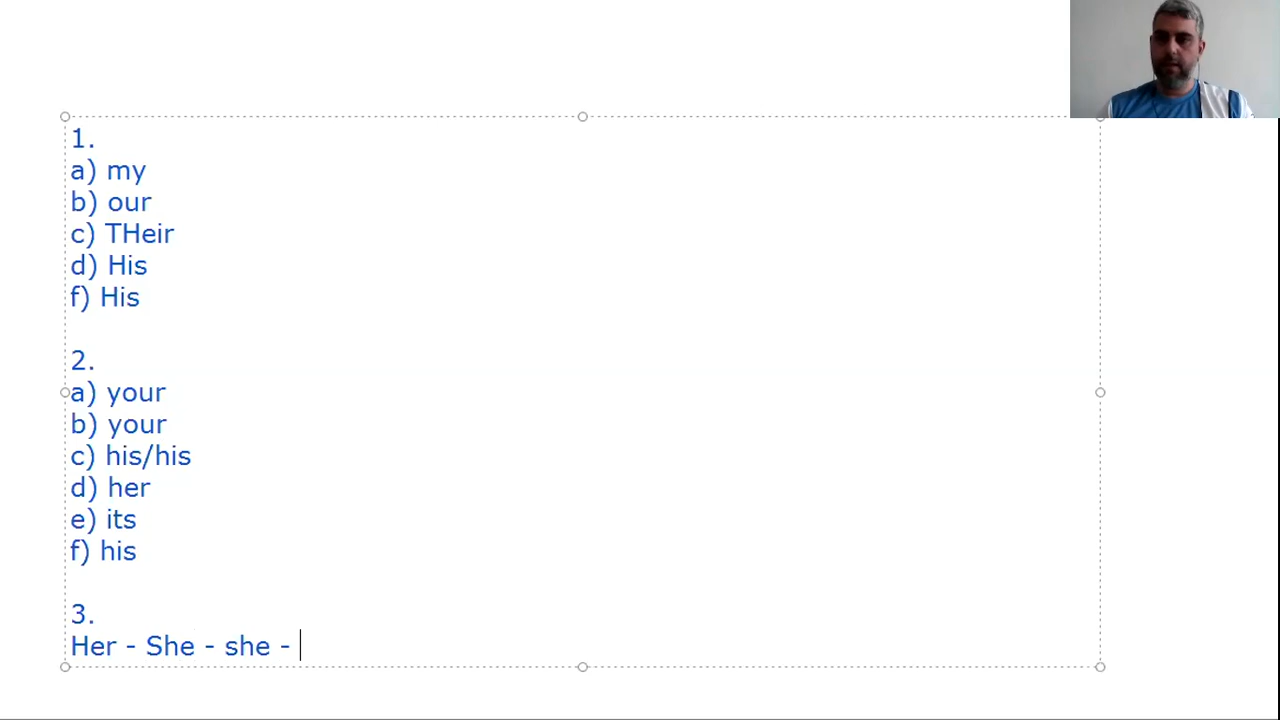 1.
a) my
b) our
c) THeir
d) His
f) His
2.
a) your
b) your
c) his/his
d) her
e) its
f) his
3.
Her - She - she -